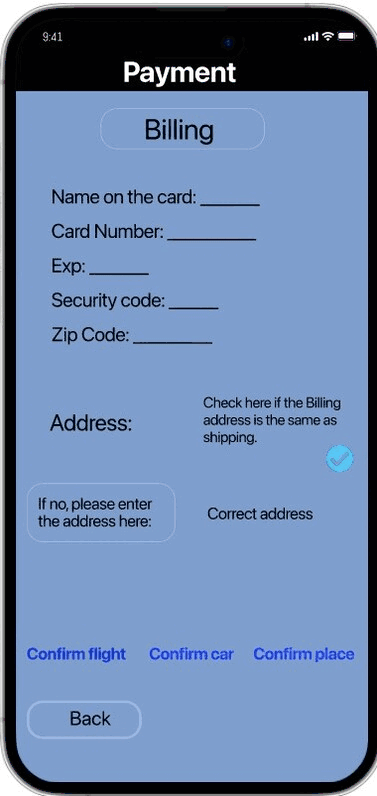 9:41
Payment
Billing
Name on the card: ______
Card Number: _________
Exp: ______
Security code: _____
Zip Code: ________
Check here if the Billing
address is the same as
shipping.
Address:
If no, please enter
the address here:
Correct address
Confirm flight Confirm car Confirm place
Back